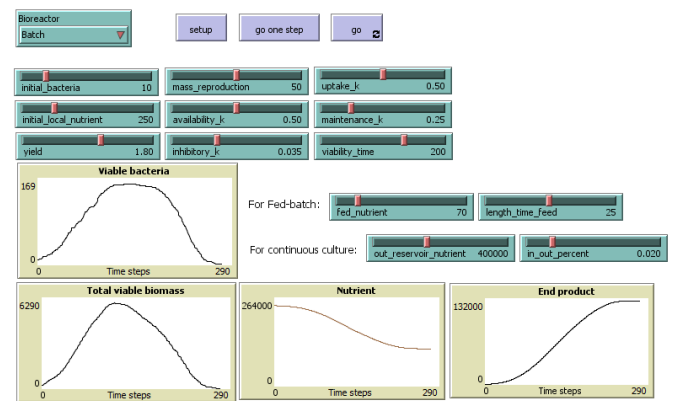 Bioreactor
Batch
setup
go one step
go
initial_bacteria 10
mass_reproduction 50
uptake_k 0.50
initial_local_nutrient 250
availability_k 0.50
maintenance_k 0.25
yield 1.80
inhibitory_k 0.035
viability_time 200
Viable bacteria
169
0
0 Time steps 290
For Fed-batch:
fed_nutrient 70
length_time_feed 25
For continuous culture:
out_reservoir_nutrient 400000
in_out_percent 0.020
Total viable biomass
6290
0
0 Time steps 290
Nutrient
264000
0
0 Time steps 290
End product
132000
0
0 Time steps 290